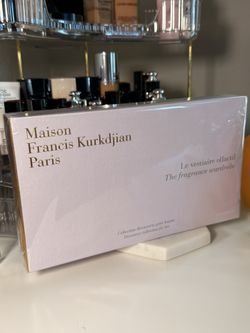 Maison
Francis Kurkdjian
Paris
Le vestiaire olfactif
The fragrance wardrobe